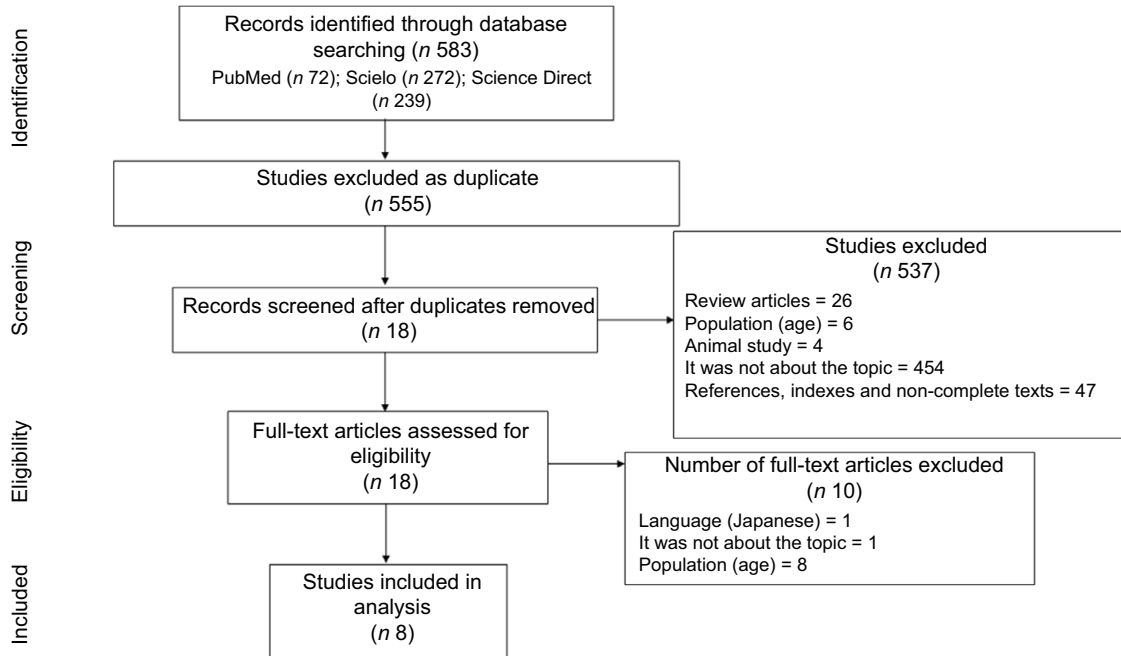 Identification
Records identified through database
searching (n 583)
PubMed (n 72); Scielo (n 272); Science Direct
(n 239)
Studies excluded as duplicate
(n 555)
Screening
Records screened after duplicates removed
(n 18)
Studies excluded
(n 537)
Review articles = 26
Population (age) = 6
Animal study = 4
It was not about the topic = 454
References, indexes and non-complete texts = 47
Eligibility
Full-text articles assessed for
eligibility
(n 18)
Number of full-text articles excluded
(n 10)
Language (Japanese) = 1
It was not about the topic = 1
Population (age) = 8
Included
Studies included in
analysis
(n 8)